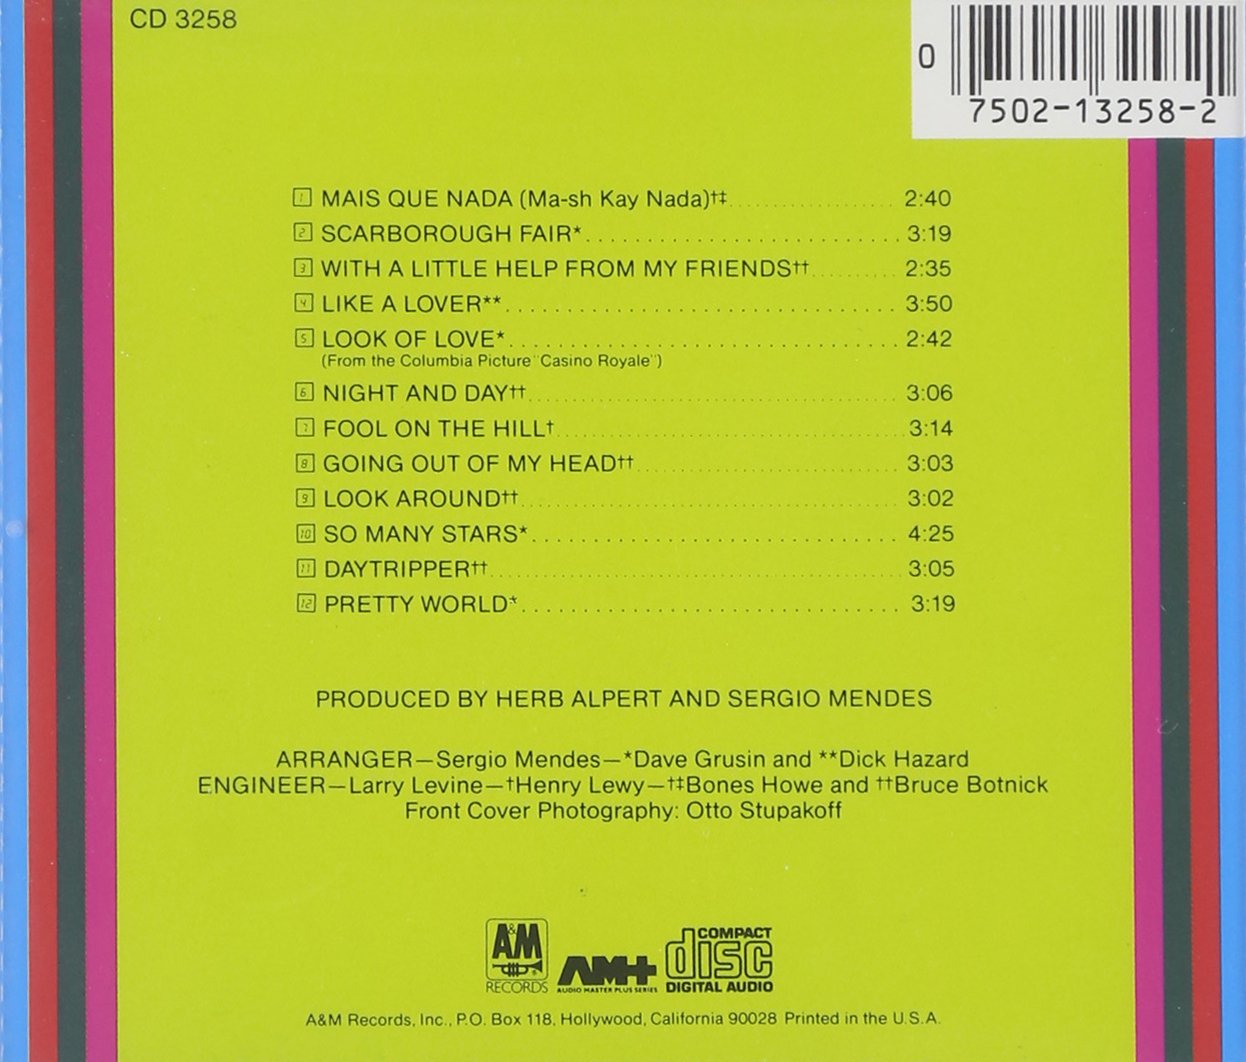 CD 3258
0
7502-13258-2
1 MAIS QUE NADA (Ma-sh Kay Nada)†‡ 2:40
2 SCARBOROUGH FAIR* 3:19
3 WITH A LITTLE HELP FROM MY FRIENDS†† 2:35
4 LIKE A LOVER** 3:50
5 LOOK OF LOVE* 2:42
(From the Columbia Picture "Casino Royale")
6 NIGHT AND DAY†† 3:06
7 FOOL ON THE HILL† 3:14
8 GOING OUT OF MY HEAD†† 3:03
9 LOOK AROUND†† 3:02
10 SO MANY STARS* 4:25
11 DAYTRIPPER†† 3:05
12 PRETTY WORLD* 3:19
PRODUCED BY HERB ALPERT AND SERGIO MENDES
ARRANGER—Sergio Mendes—*Dave Grusin and **Dick Hazard
ENGINEER—Larry Levine—†Henry Lewy—†‡Bones Howe and ††Bruce Botnick
Front Cover Photography: Otto Stupakoff
A&M
RECORDS
AM+
AUDIO MASTER PLUS SERIES
COMPACT
disc
DIGITAL AUDIO
A&M Records, Inc., P.O. Box 118, Hollywood, California 90028 Printed in the U.S.A.